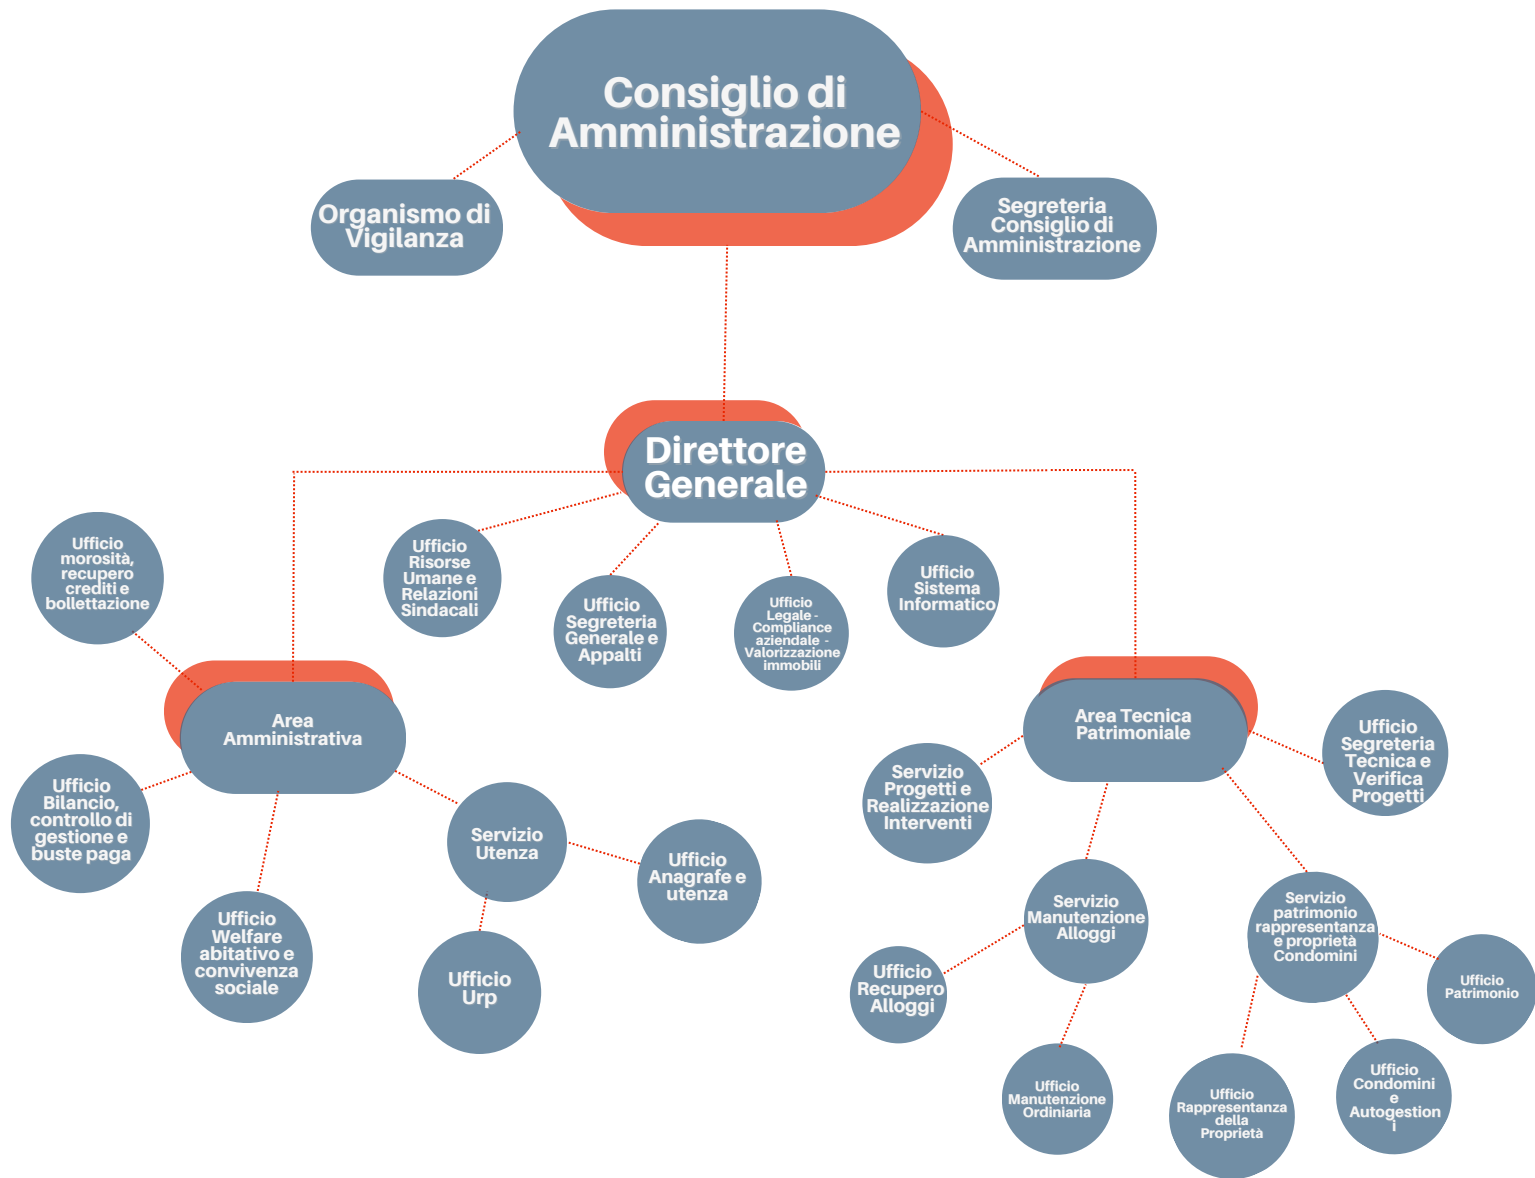 Consiglio di
Amministrazione
Organismo di
Vigilanza
Segreteria
Consiglio di
Amministrazione
Direttore
Generale
Ufficio
morosità,
recupero
crediti e
bollettazione
Ufficio
Risorse
Umane e
Relazioni
Sindacali
Ufficio
Segreteria
Generale e
Appalti
Ufficio
Legale -
Compliance
aziendale -
Valorizzazione
immobili
Ufficio
Sistema
Informatico
Area
Amministrativa
Area Tecnica
Patrimoniale
Ufficio
Segreteria
Tecnica e
Verifica
Progetti
Ufficio
Bilancio,
controllo di
gestione e
buste paga
Servizio
Utenza
Servizio
Progetti e
Realizzazione
Interventi
Ufficio
Anagrafe e
utenza
Ufficio
Welfare
abitativo e
convivenza
sociale
Ufficio
Urp
Servizio
Manutenzione
Alloggi
Servizio
patrimonio
rappresentanza
e proprietà
Condomini
Ufficio
Recupero
Alloggi
Ufficio
Patrimonio
Ufficio
Manutenzione
Ordiniaria
Ufficio
Rappresentanza
della
Proprietà
Ufficio
Condomini
e
Autogestion
i